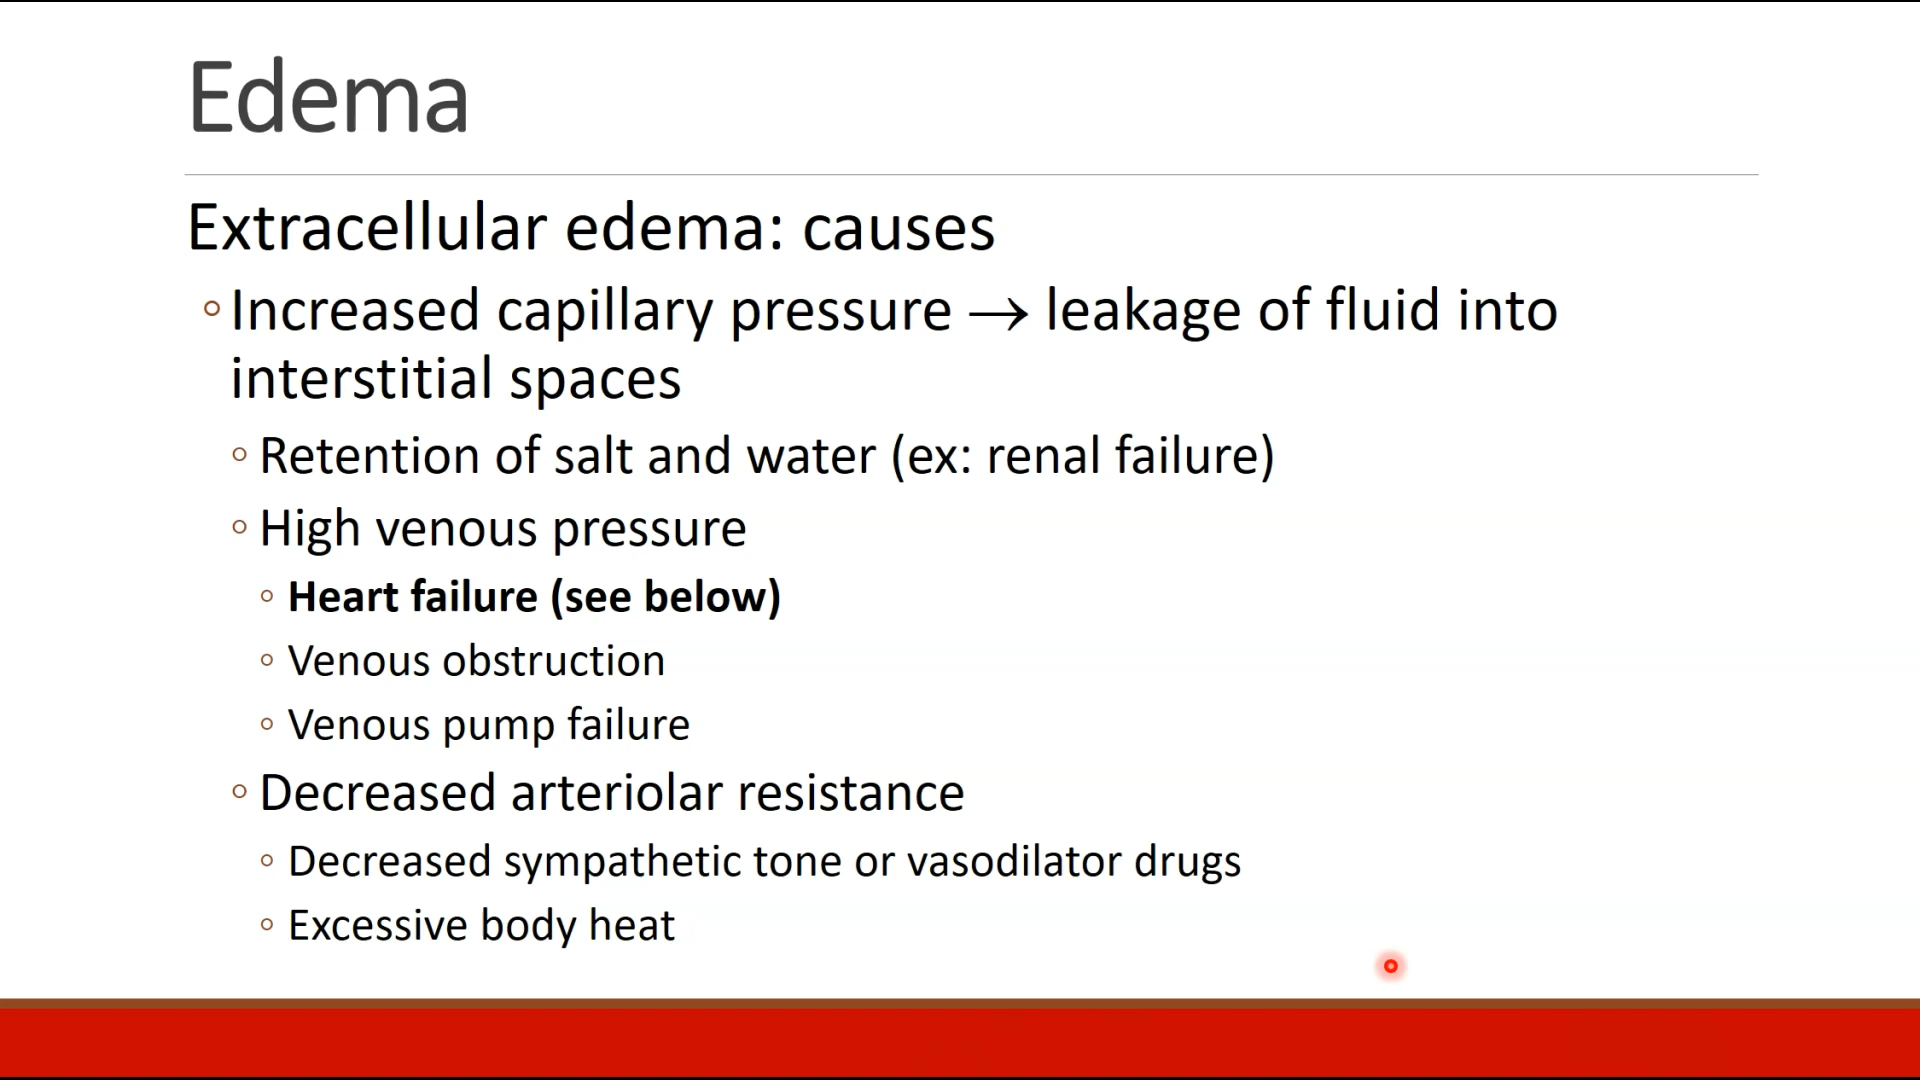 Edema
Extracellular edema: causes
◦Increased capillary pressure → leakage of fluid into
interstitial spaces
◦Retention of salt and water (ex: renal failure)
◦High venous pressure
◦Heart failure (see below)
◦Venous obstruction
◦Venous pump failure
◦Decreased arteriolar resistance
◦Decreased sympathetic tone or vasodilator drugs
◦Excessive body heat